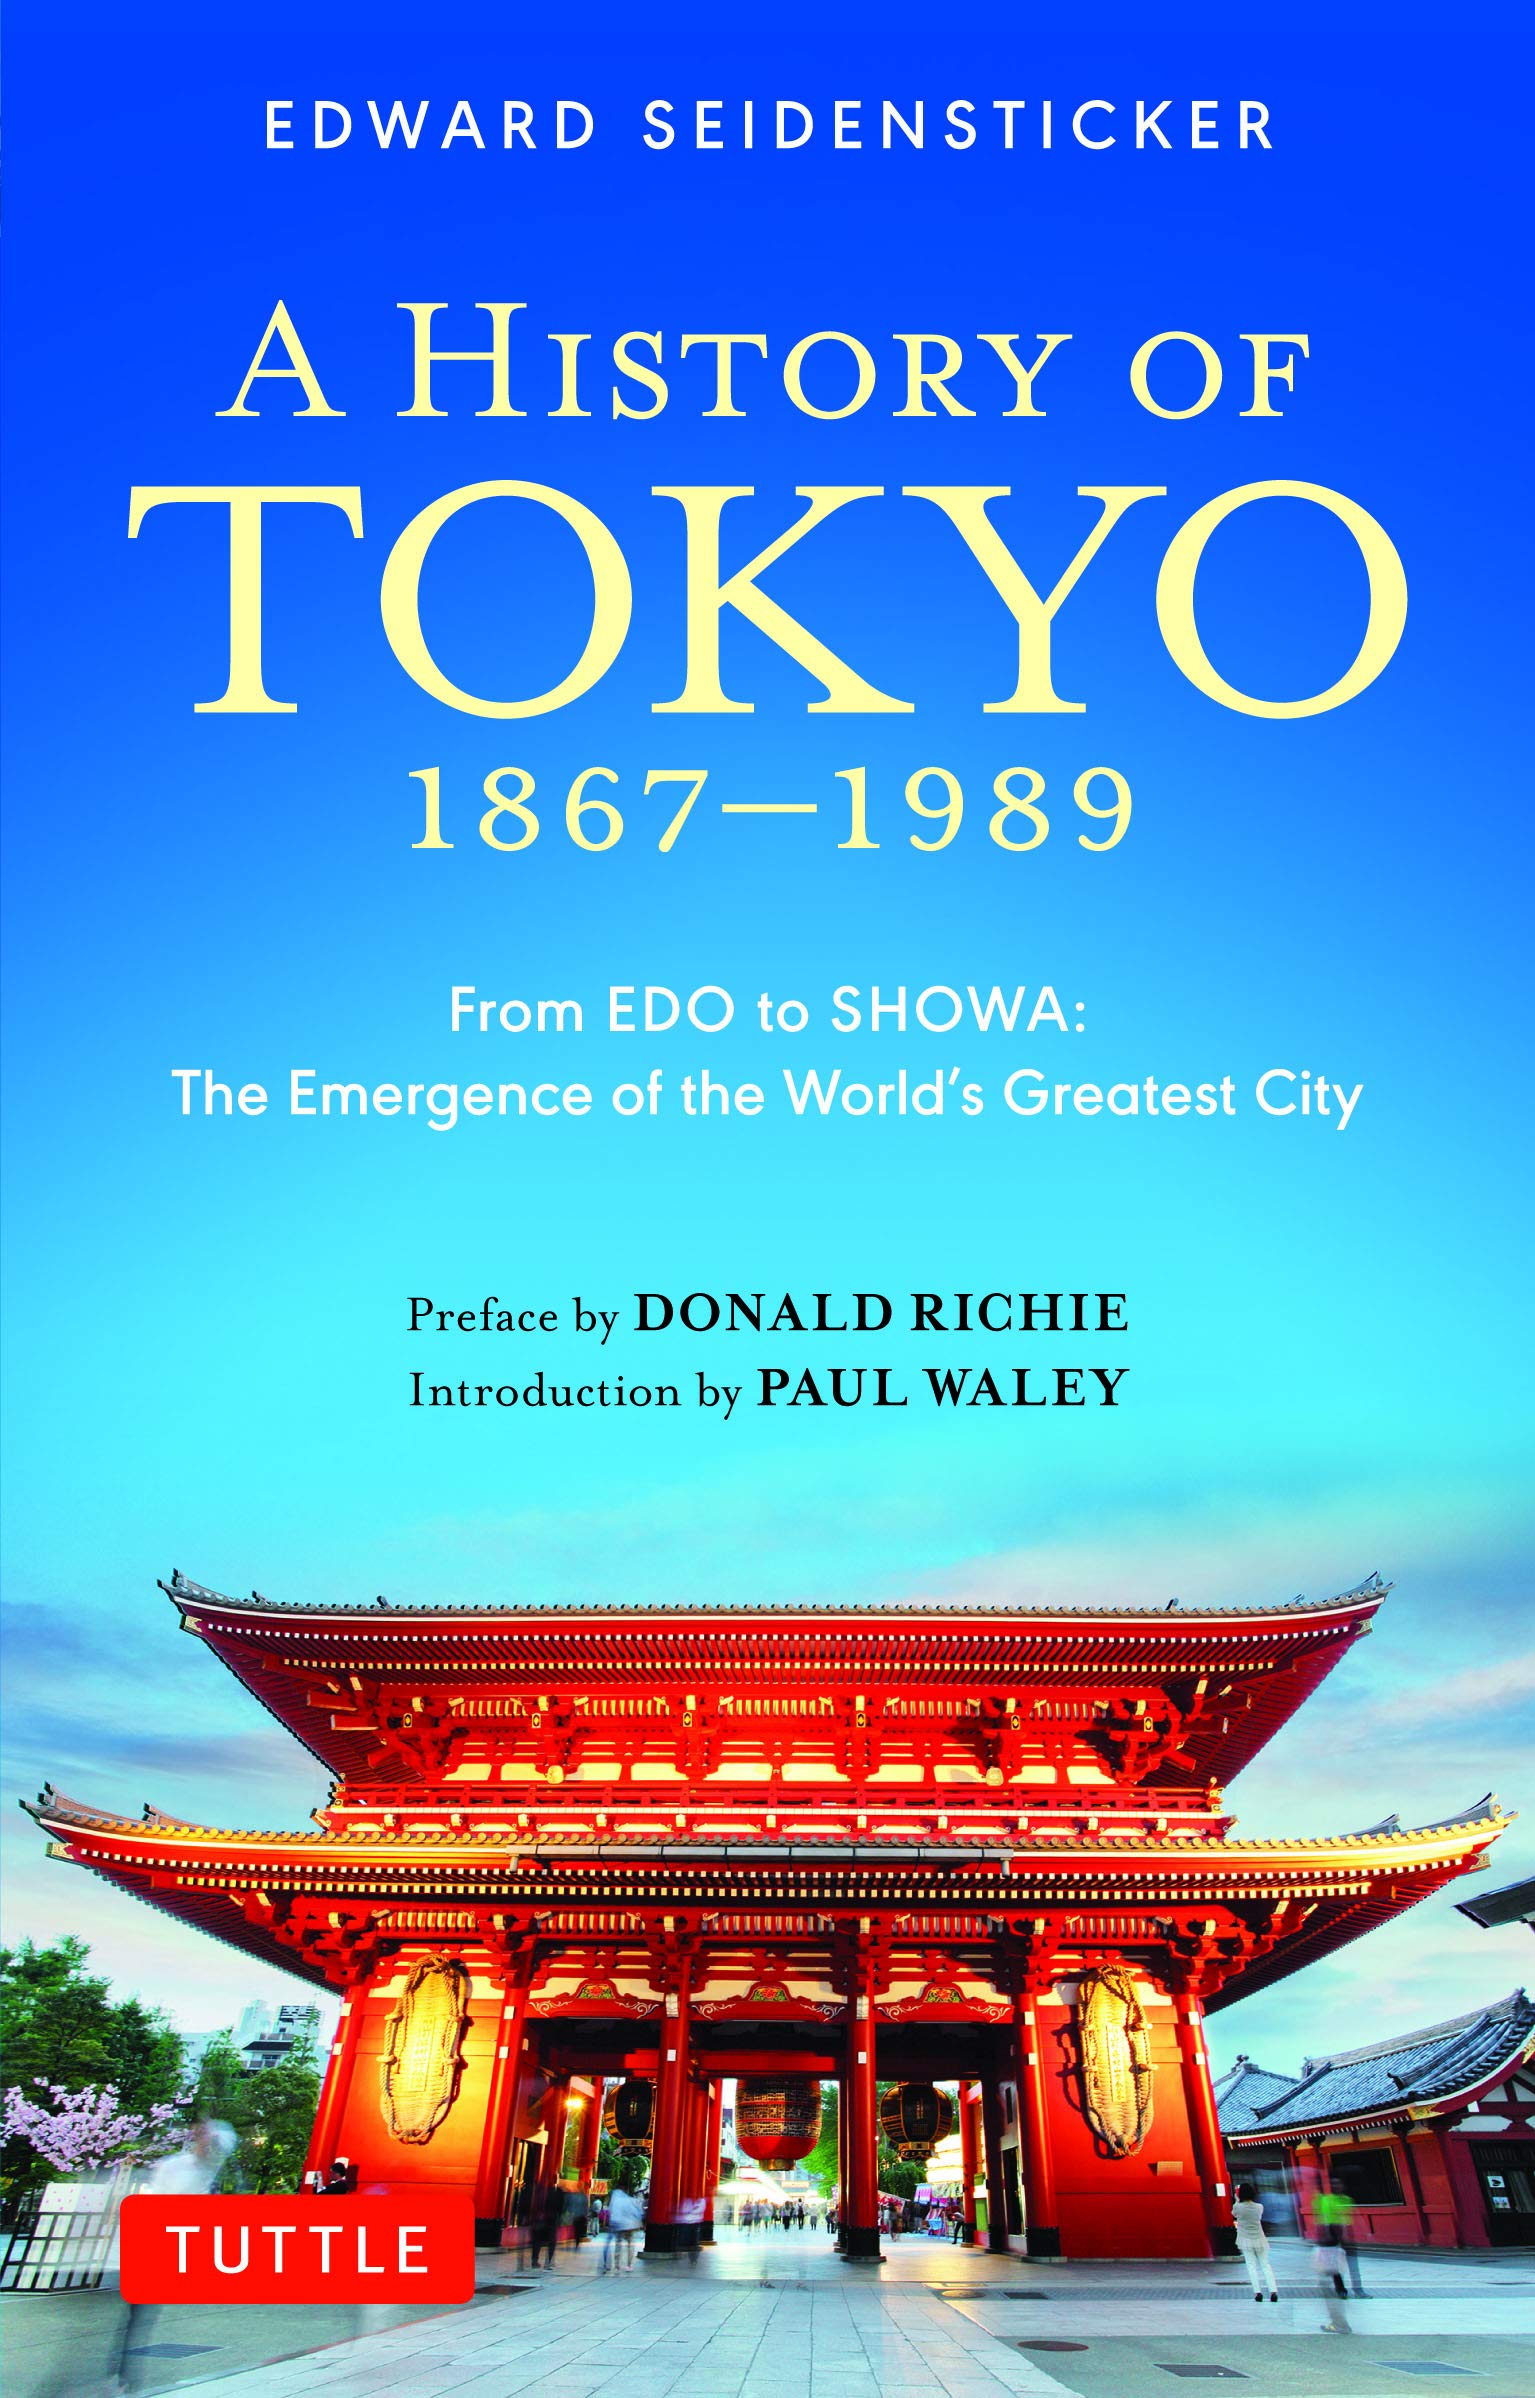 EDWARD SEIDENSTICKER
A HISTORY OF
TOKYO
1867–1989
From EDO to SHOWA:
The Emergence of the World's Greatest City
Preface by DONALD RICHIE
Introduction by PAUL WALEY
TUTTLE